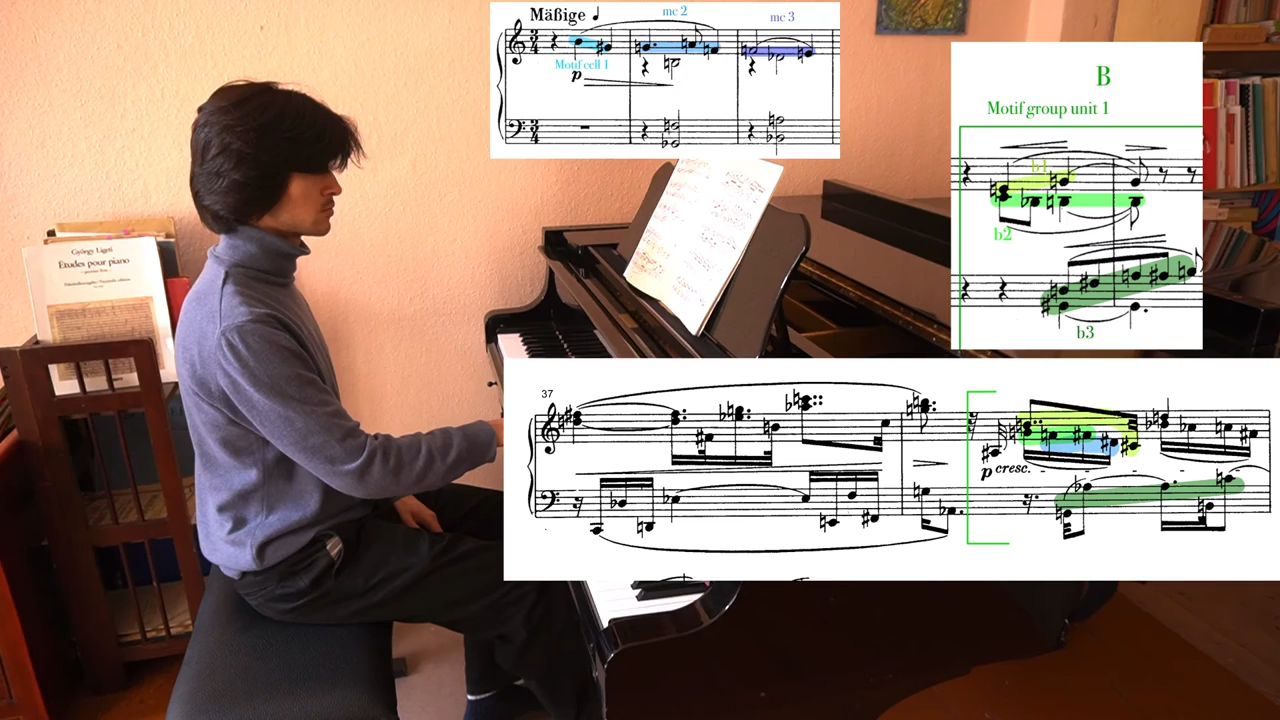 Mäßige
mc 2
mc 3
Motif cell 1
p
B
Motif group unit 1
b1
b2
b3
György Ligeti
Études pour piano
37
p cresc.